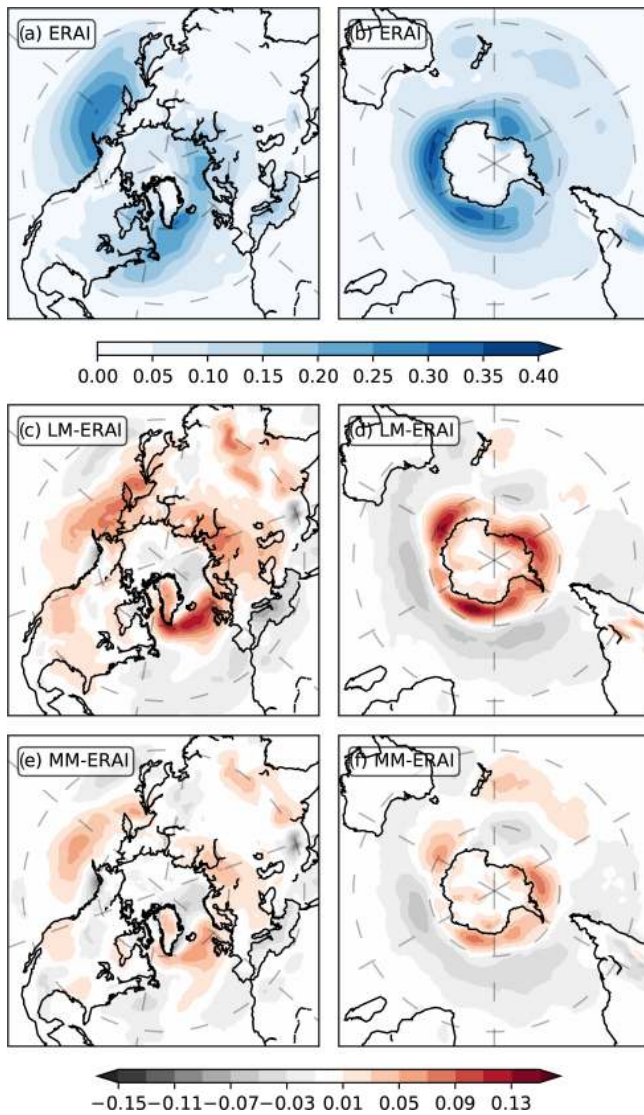 (a) ERAI
(b) ERAI
0.00 0.05 0.10 0.15 0.20 0.25 0.30 0.35 0.40
(c) LM-ERAI
(d) LM-ERAI
(e) MM-ERAI
(f) MM-ERAI
−0.15−0.11−0.07−0.03 0.01 0.05 0.09 0.13